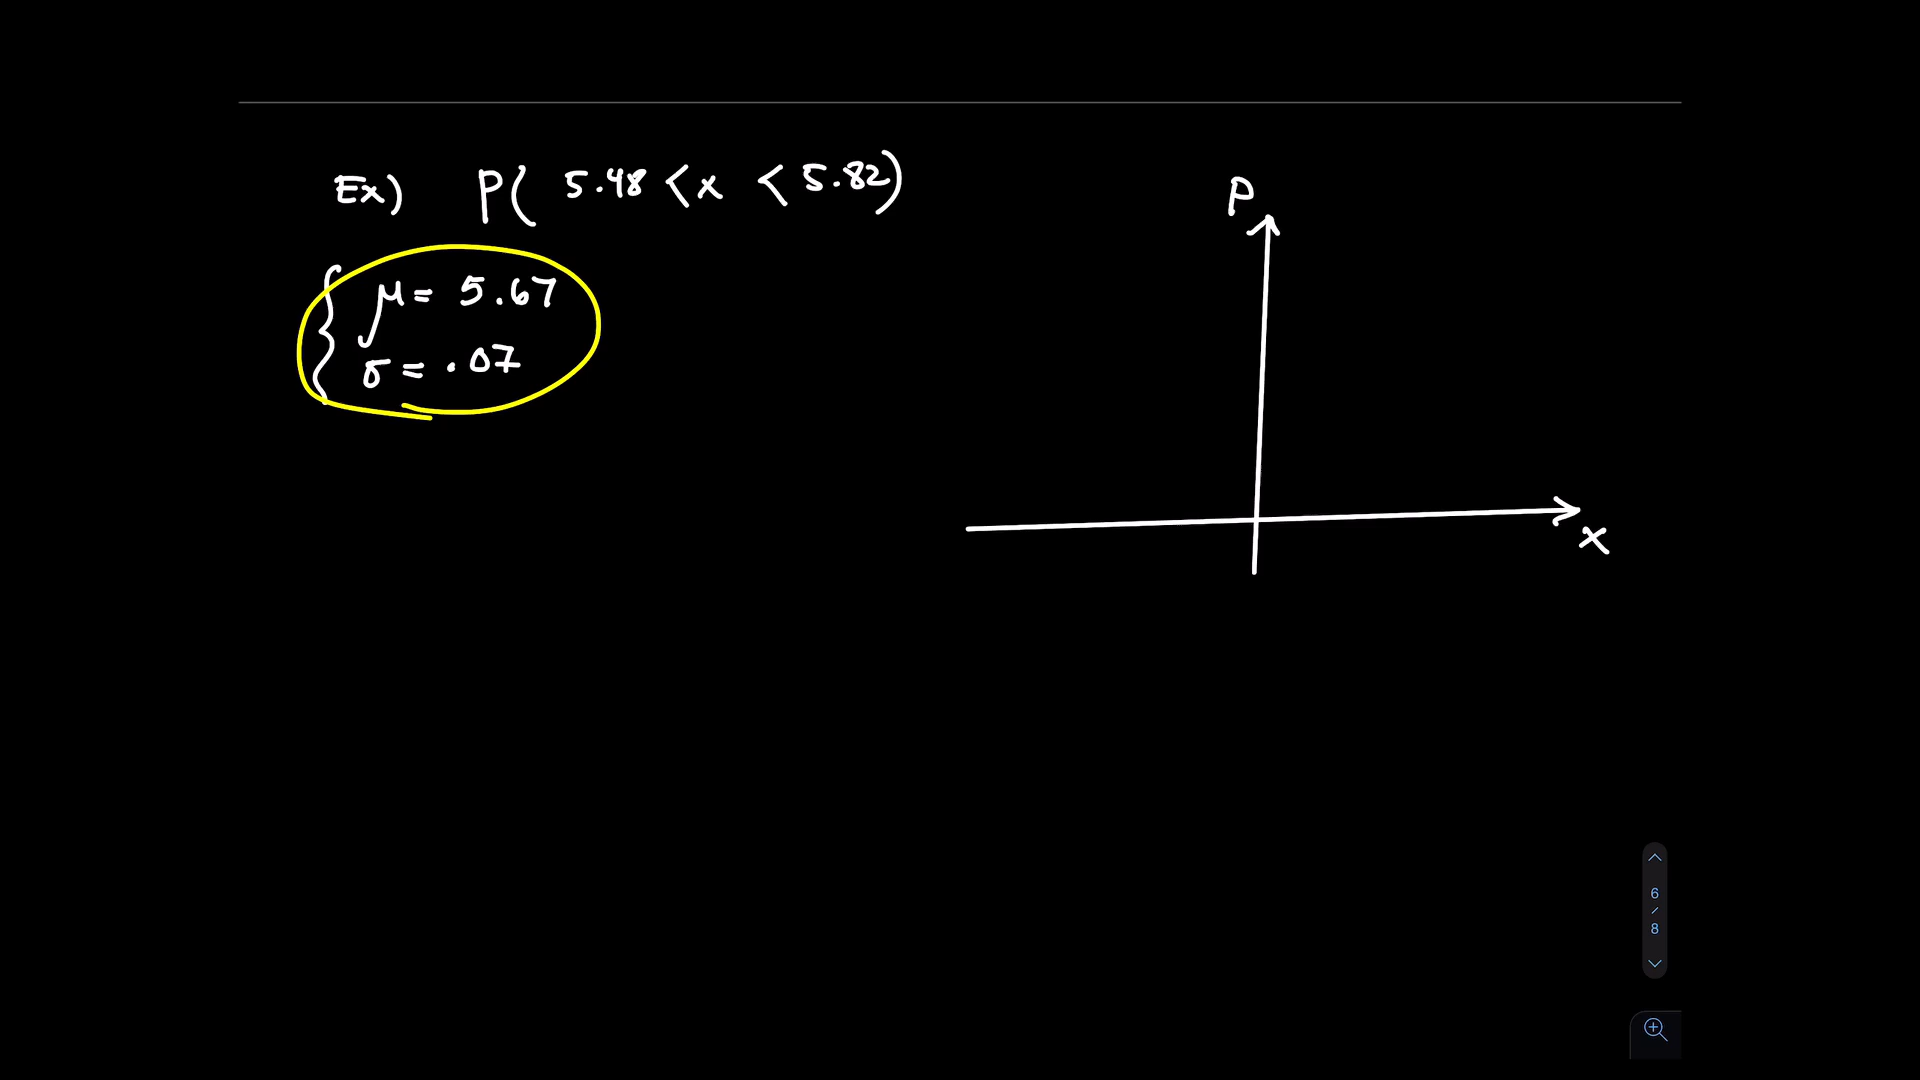 Ex) P( 5.48 < x < 5.82)
μ = 5.67
σ = .07
P
x
6
/
8